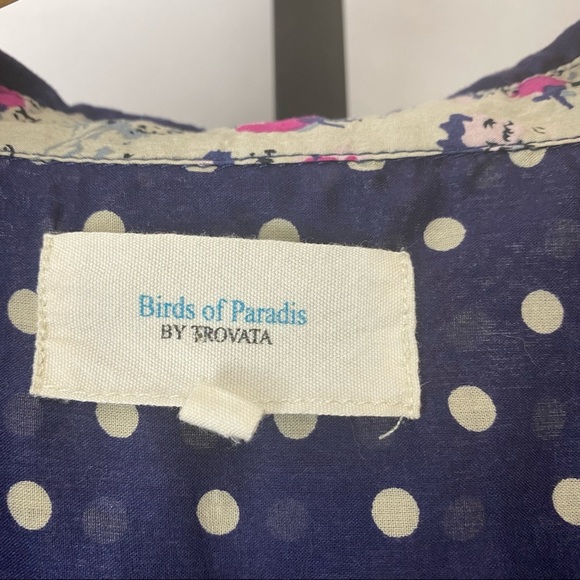 Birds of Paradis
BY TROVATA